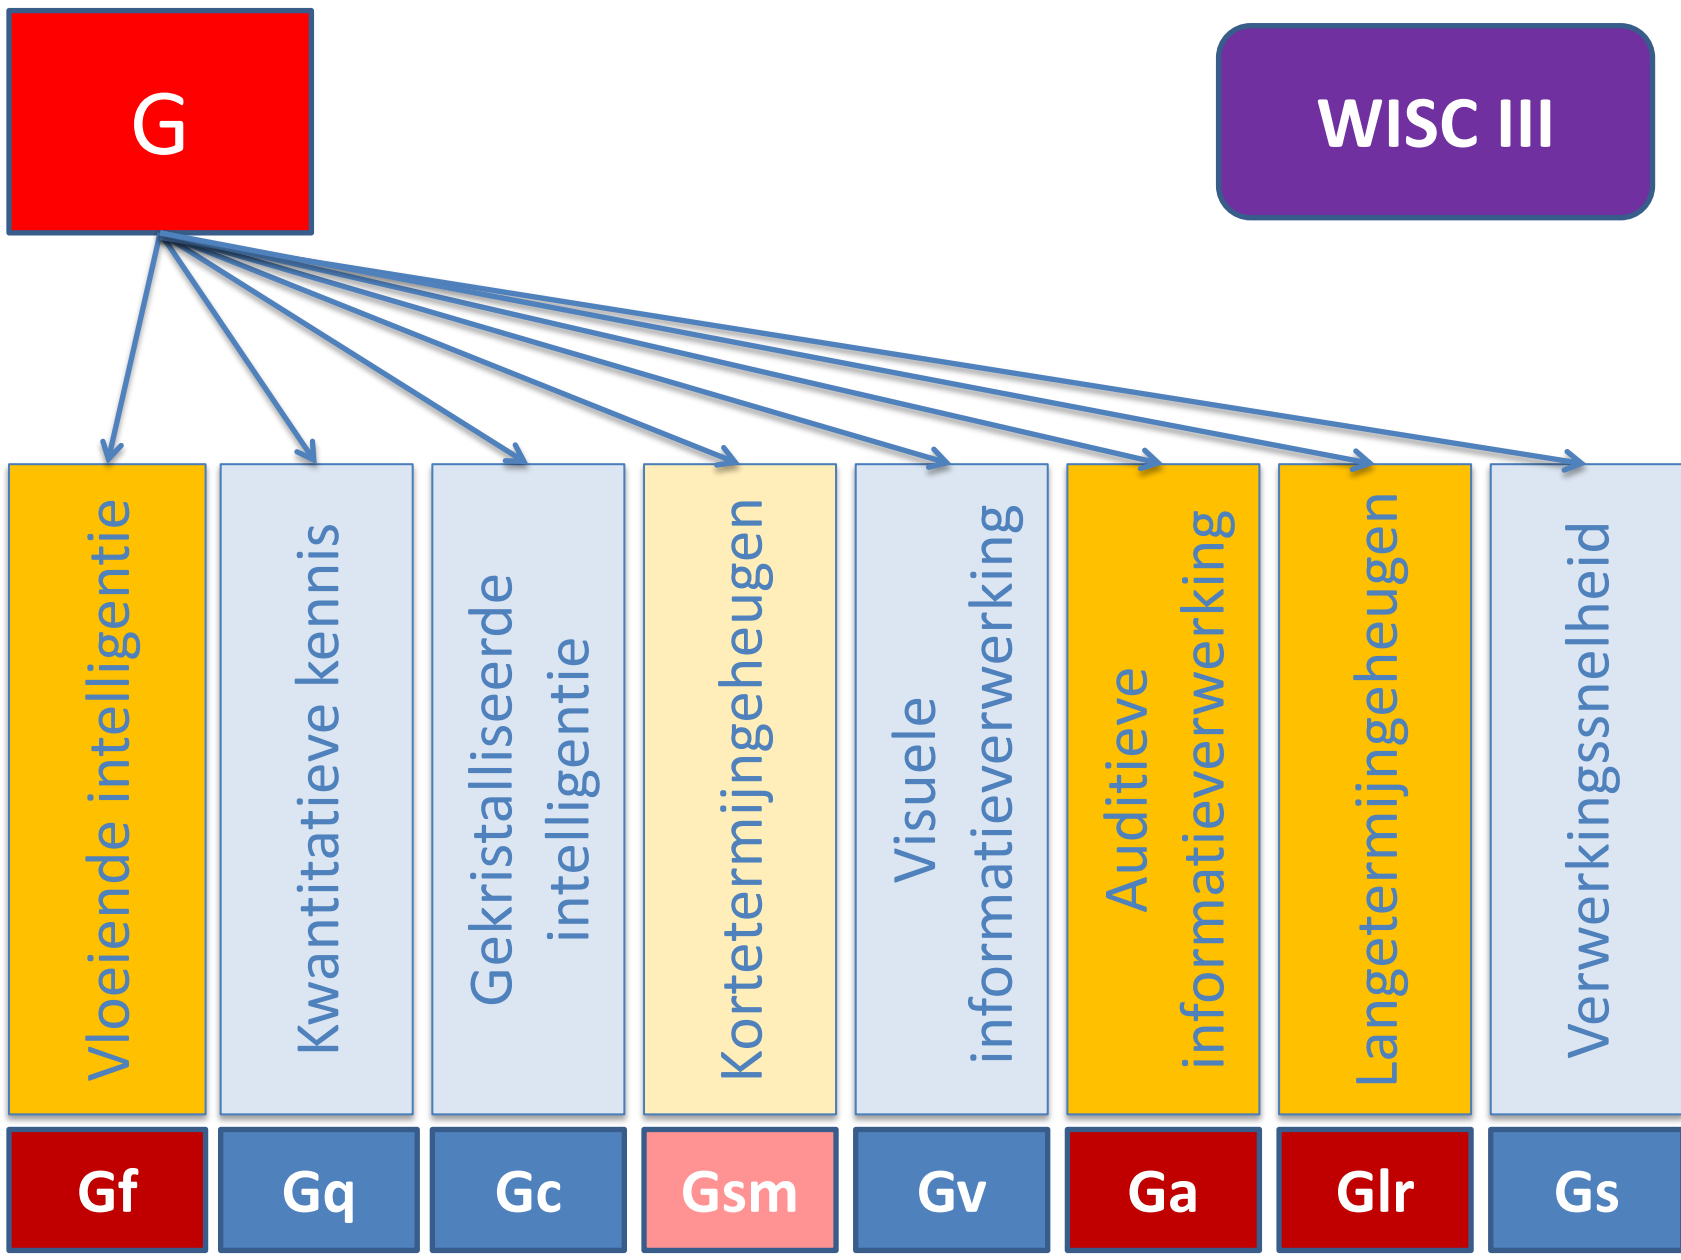 G
WISC III
Vloeiende intelligentie
Kwantitatieve kennis
Gekristalliseerde
intelligentie
Kortetermijngeheugen
Visuele
informatieverwerking
Auditieve
informatieverwerking
Langetermijngeheugen
Verwerkingssnelheid
Gf
Gq
Gc
Gsm
Gv
Ga
Glr
Gs